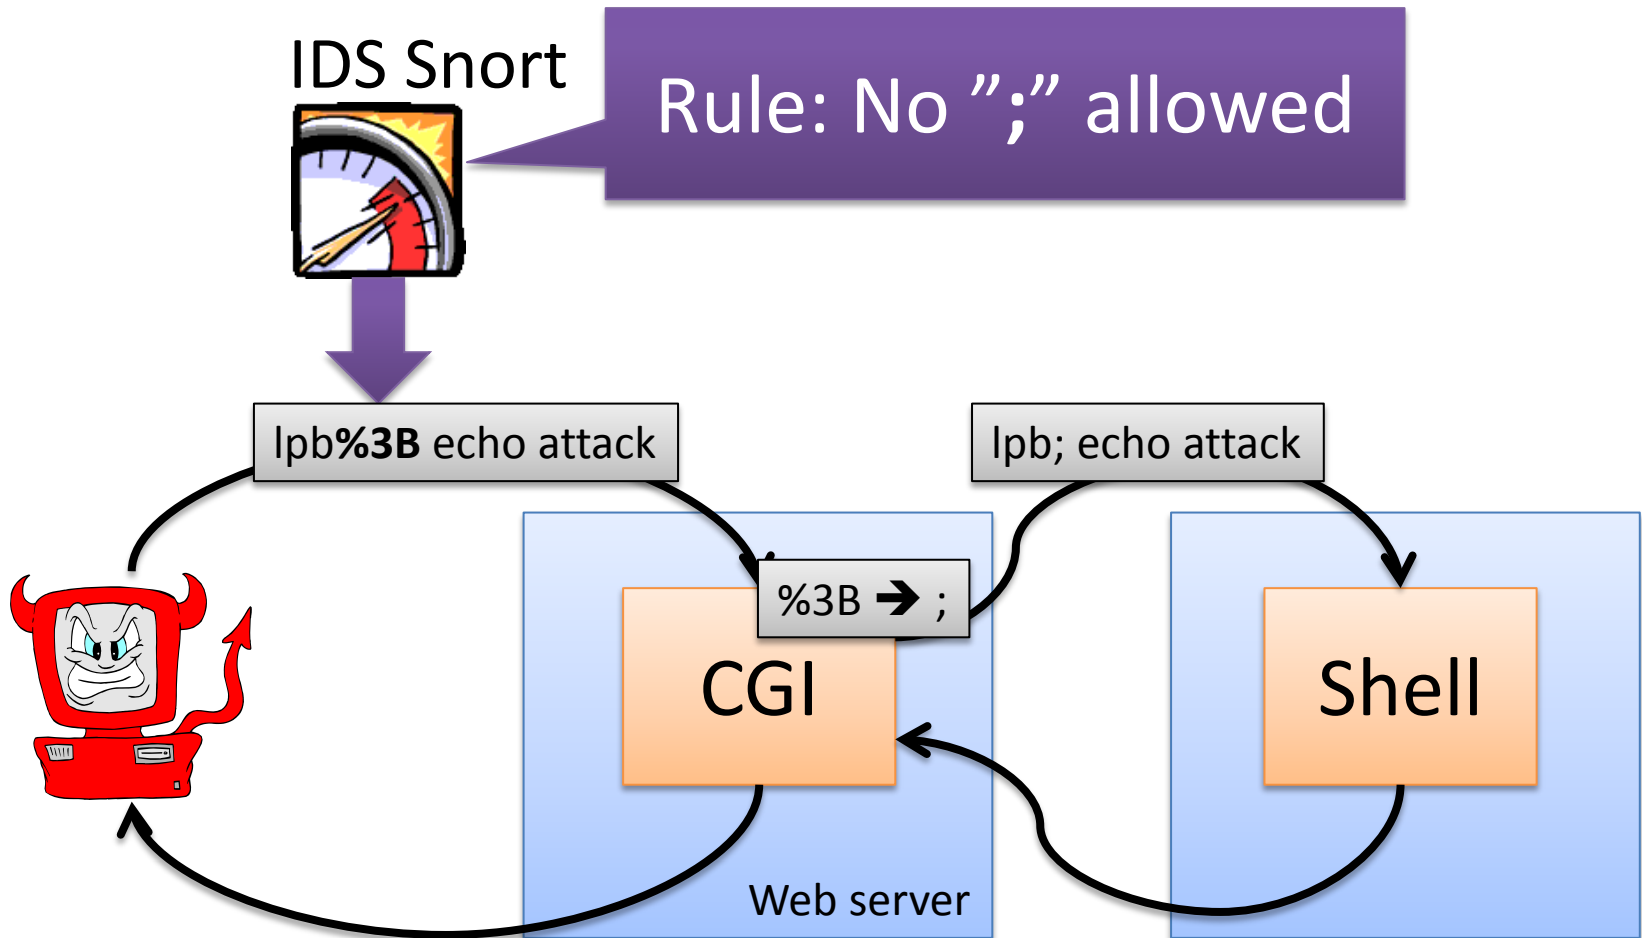 IDS Snort
Rule: No ”;” allowed
lpb%3B echo attack
lpb; echo attack
%3B ➔ ;
CGI
Shell
Web server